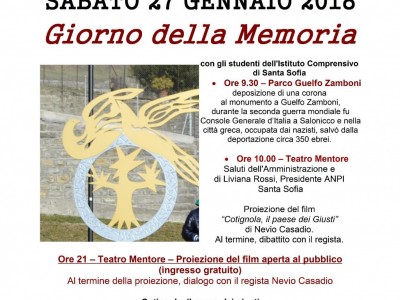 SABATO 27 GENNAIO 2018
Giorno della Memoria
con gli studenti dell'Istituto Comprensivo
di Santa Sofia
• Ore 9.30 – Parco Guelfo Zamboni
deposizione di una corona
al monumento a Guelfo Zamboni,
durante la seconda guerra mondiale fu
Console Generale d'Italia a Salonicco e nella
città greca, occupata dai nazisti, salvò dalla
deportazione circa 350 ebrei.
• Ore 10.00 – Teatro Mentore
Saluti dell'Amministrazione e
di Liviana Rossi, Presidente ANPI
Santa Sofia
Proiezione del film
"Cotignola, il paese dei Giusti"
di Nevio Casadio.
Al termine, dibattito con il regista.
Ore 21 – Teatro Mentore – Proiezione del film aperta al pubblico
(ingresso gratuito)
Al termine della proiezione, dialogo con il regista Nevio Casadio